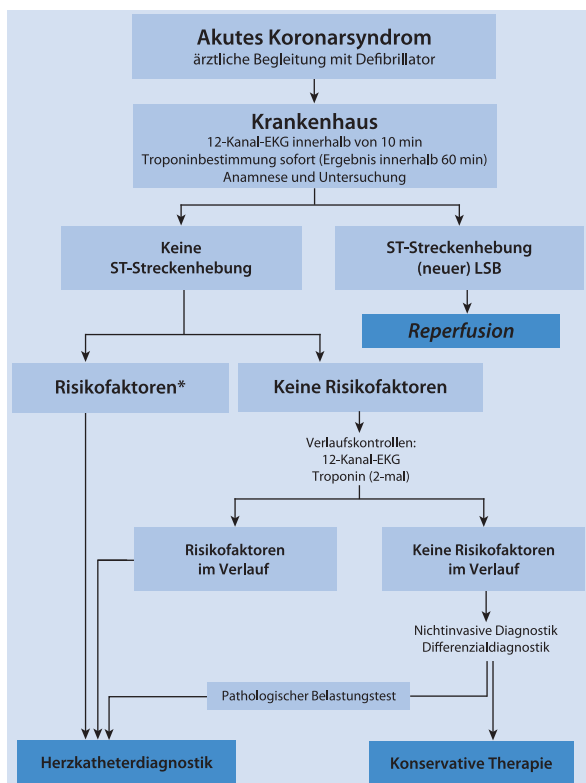 Akutes Koronarsyndrom
ärztliche Begleitung mit Defibrillator
Krankenhaus
12-Kanal-EKG innerhalb von 10 min
Troponinbestimmung sofort (Ergebnis innerhalb 60 min)
Anamnese und Untersuchung
Keine
ST-Streckenhebung
ST-Streckenhebung
(neuer) LSB
Reperfusion
Risikofaktoren*
Keine Risikofaktoren
Verlaufskontrollen:
12-Kanal-EKG
Troponin (2-mal)
Risikofaktoren
im Verlauf
Keine Risikofaktoren
im Verlauf
Nichtinvasive Diagnostik
Differenzialdiagnostik
Pathologischer Belastungstest
Herzkatheterdiagnostik
Konservative Therapie